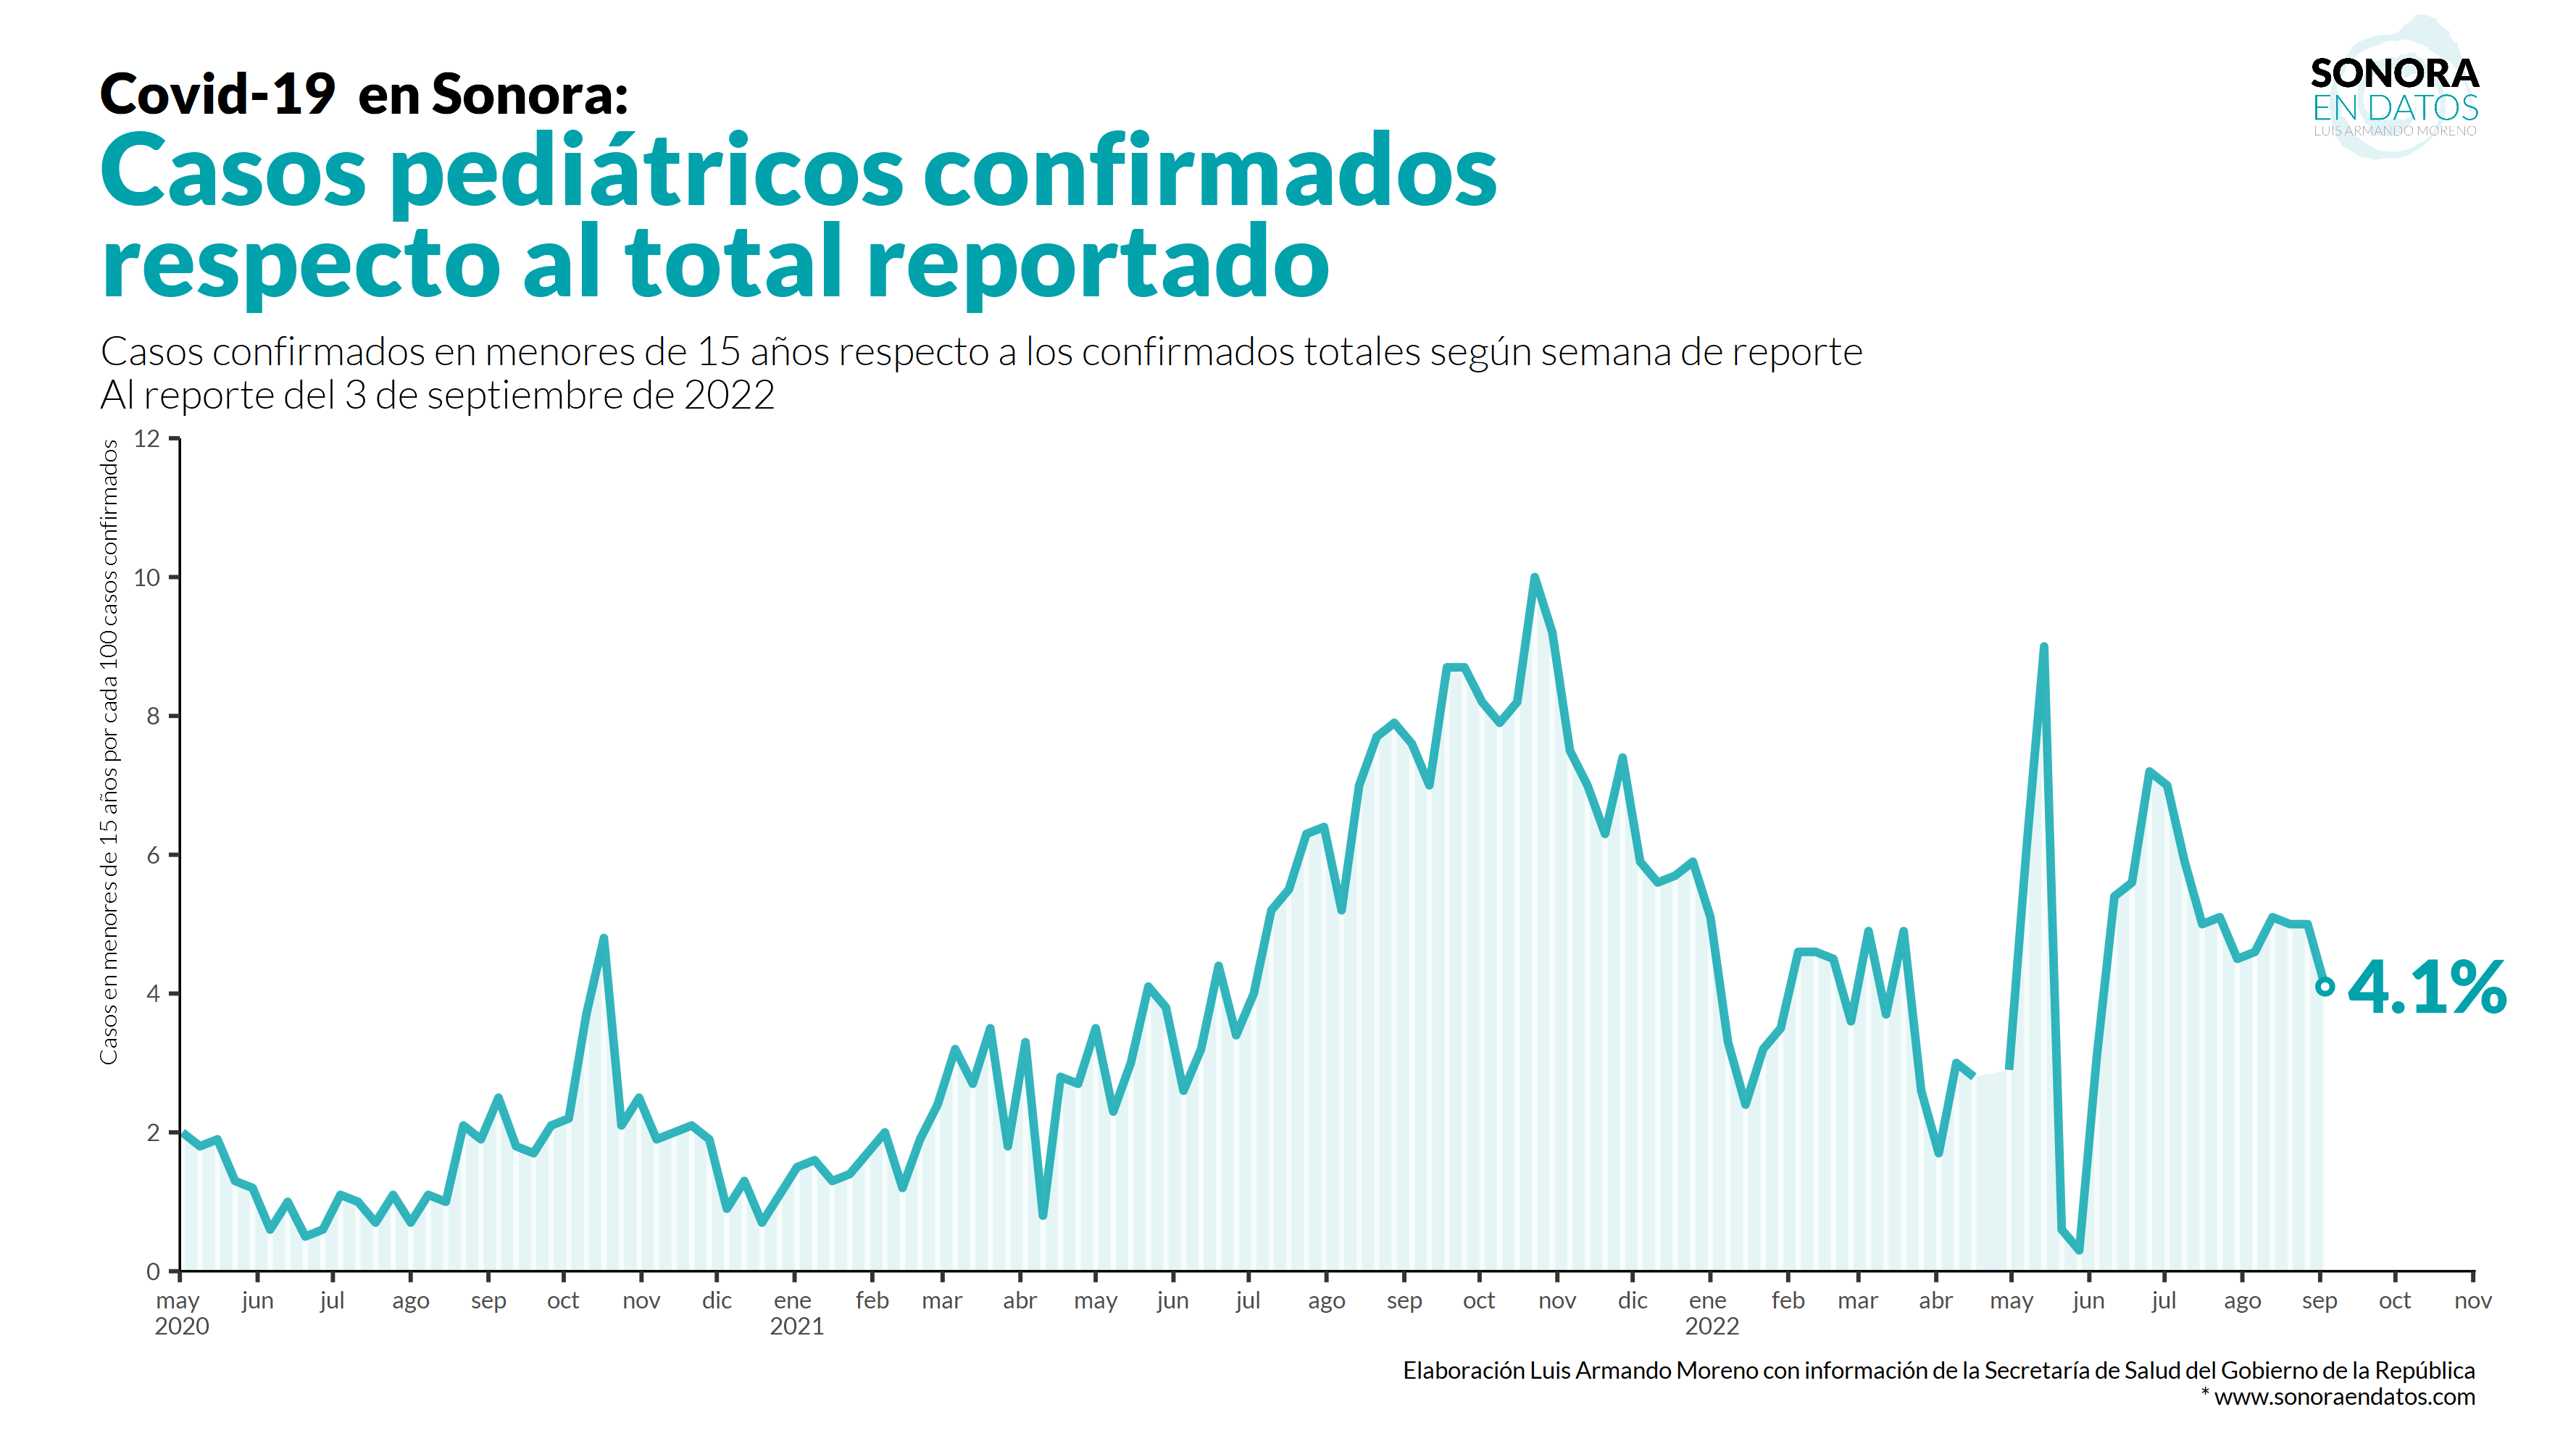 Covid-19 en Sonora:
Casos pediátricos confirmados
respecto al total reportado
Casos confirmados en menores de 15 años respecto a los confirmados totales según semana de reporte
Al reporte del 3 de septiembre de 2022
SONORA
EN DATOS
LUIS ARMANDO MORENO
Casos en menores de 15 años por cada 100 casos confirmados
12
10
8
6
4
2
0
4.1%
may jun jul ago sep oct nov dic ene feb mar abr may jun jul ago sep oct nov dic ene feb mar abr may jun jul ago sep oct nov
2020 2021 2022
Elaboración Luis Armando Moreno con información de la Secretaría de Salud del Gobierno de la República
* www.sonoraendatos.com